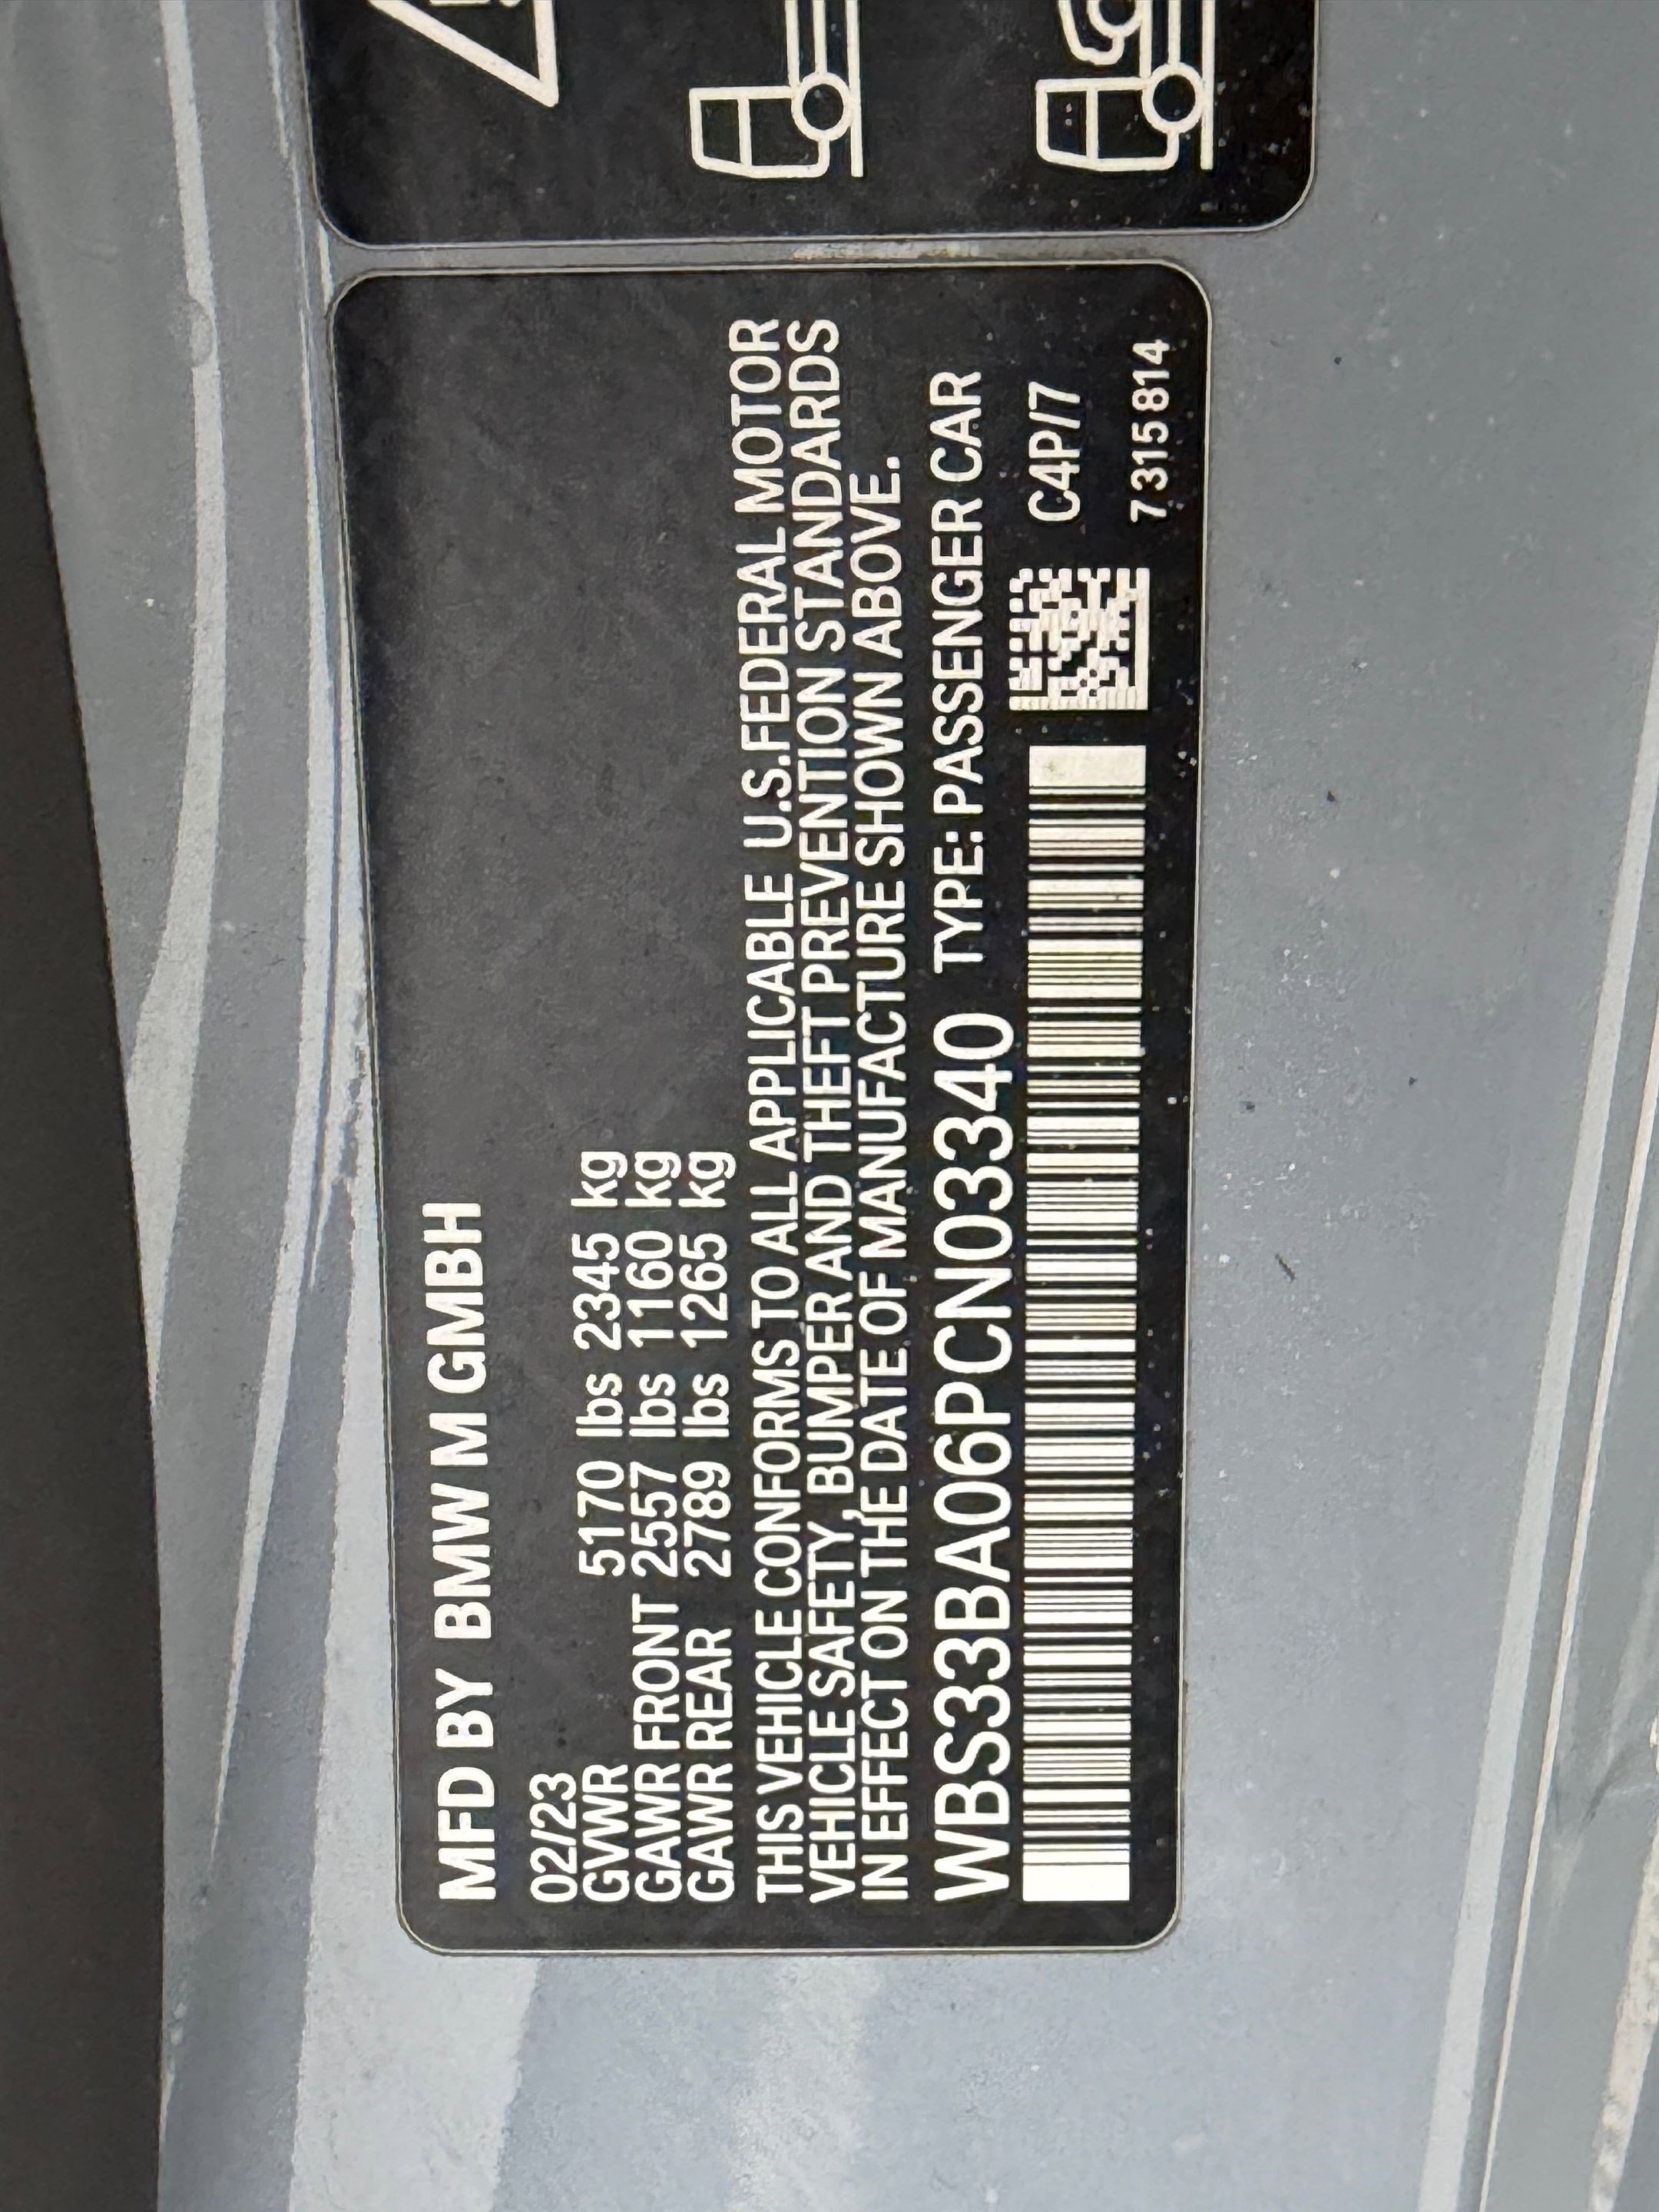 MFD BY BMW M GMBH
02/23
GVWR 5170 lbs 2345 kg
GAWR FRONT 2557 lbs 1160 kg
GAWR REAR 2789 lbs 1265 kg
THIS VEHICLE CONFORMS TO ALL APPLICABLE U.S.FEDERAL MOTOR
VEHICLE SAFETY, BUMPER AND THEFT PREVENTION STANDARDS
IN EFFECT ON THE DATE OF MANUFACTURE SHOWN ABOVE.
WBS33BA06PCN03340 TYPE: PASSENGER CAR
C4P/7
7 315 814